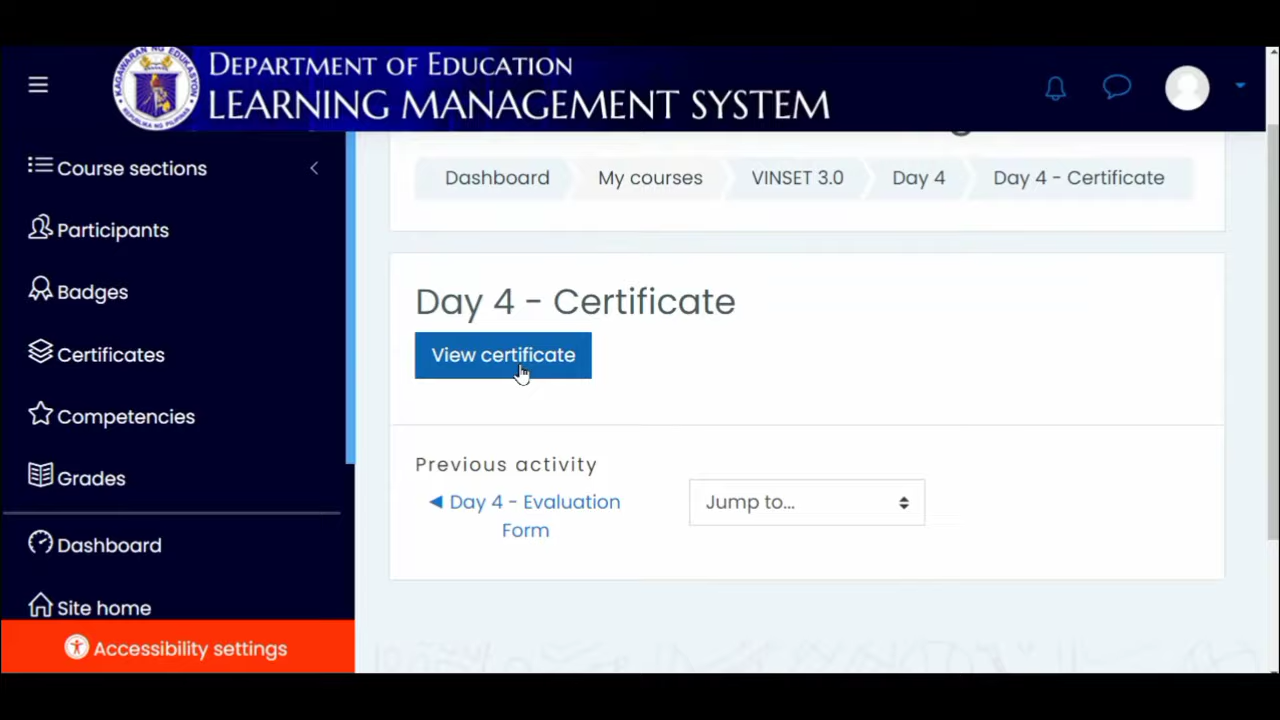 DEPARTMENT OF EDUCATION
LEARNING MANAGEMENT SYSTEM
Course sections
Participants
Badges
Certificates
Competencies
Grades
Dashboard
Site home
Accessibility settings
Dashboard My courses VINSET 3.0 Day 4 Day 4 - Certificate
Day 4 - Certificate
View certificate
Previous activity
◀ Day 4 - Evaluation
Form
Jump to...